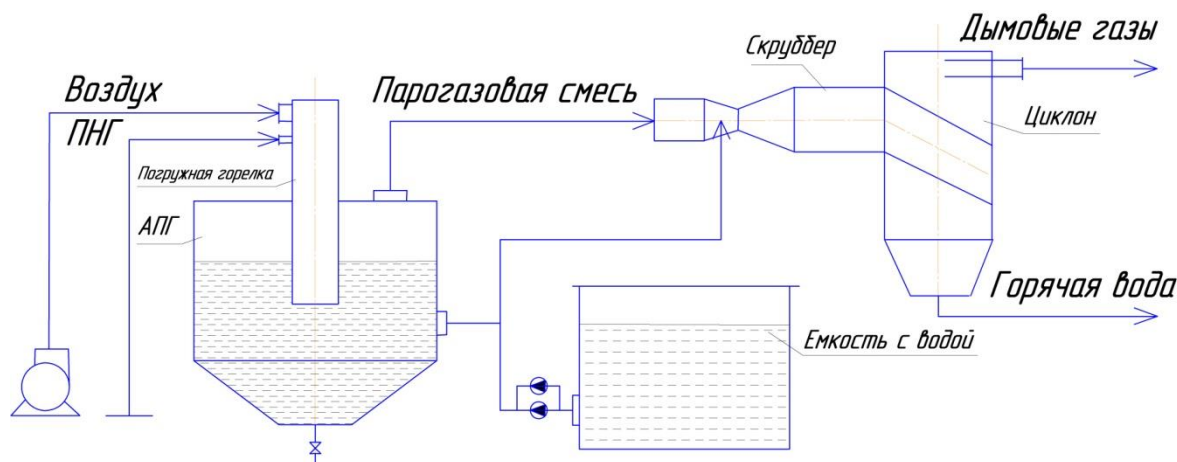 Дымовые газы
Скруббер
Воздух
Парогазовая смесь
Циклон
ПНГ
Погружная горелка
АПГ
Горячая вода
Емкость с водой